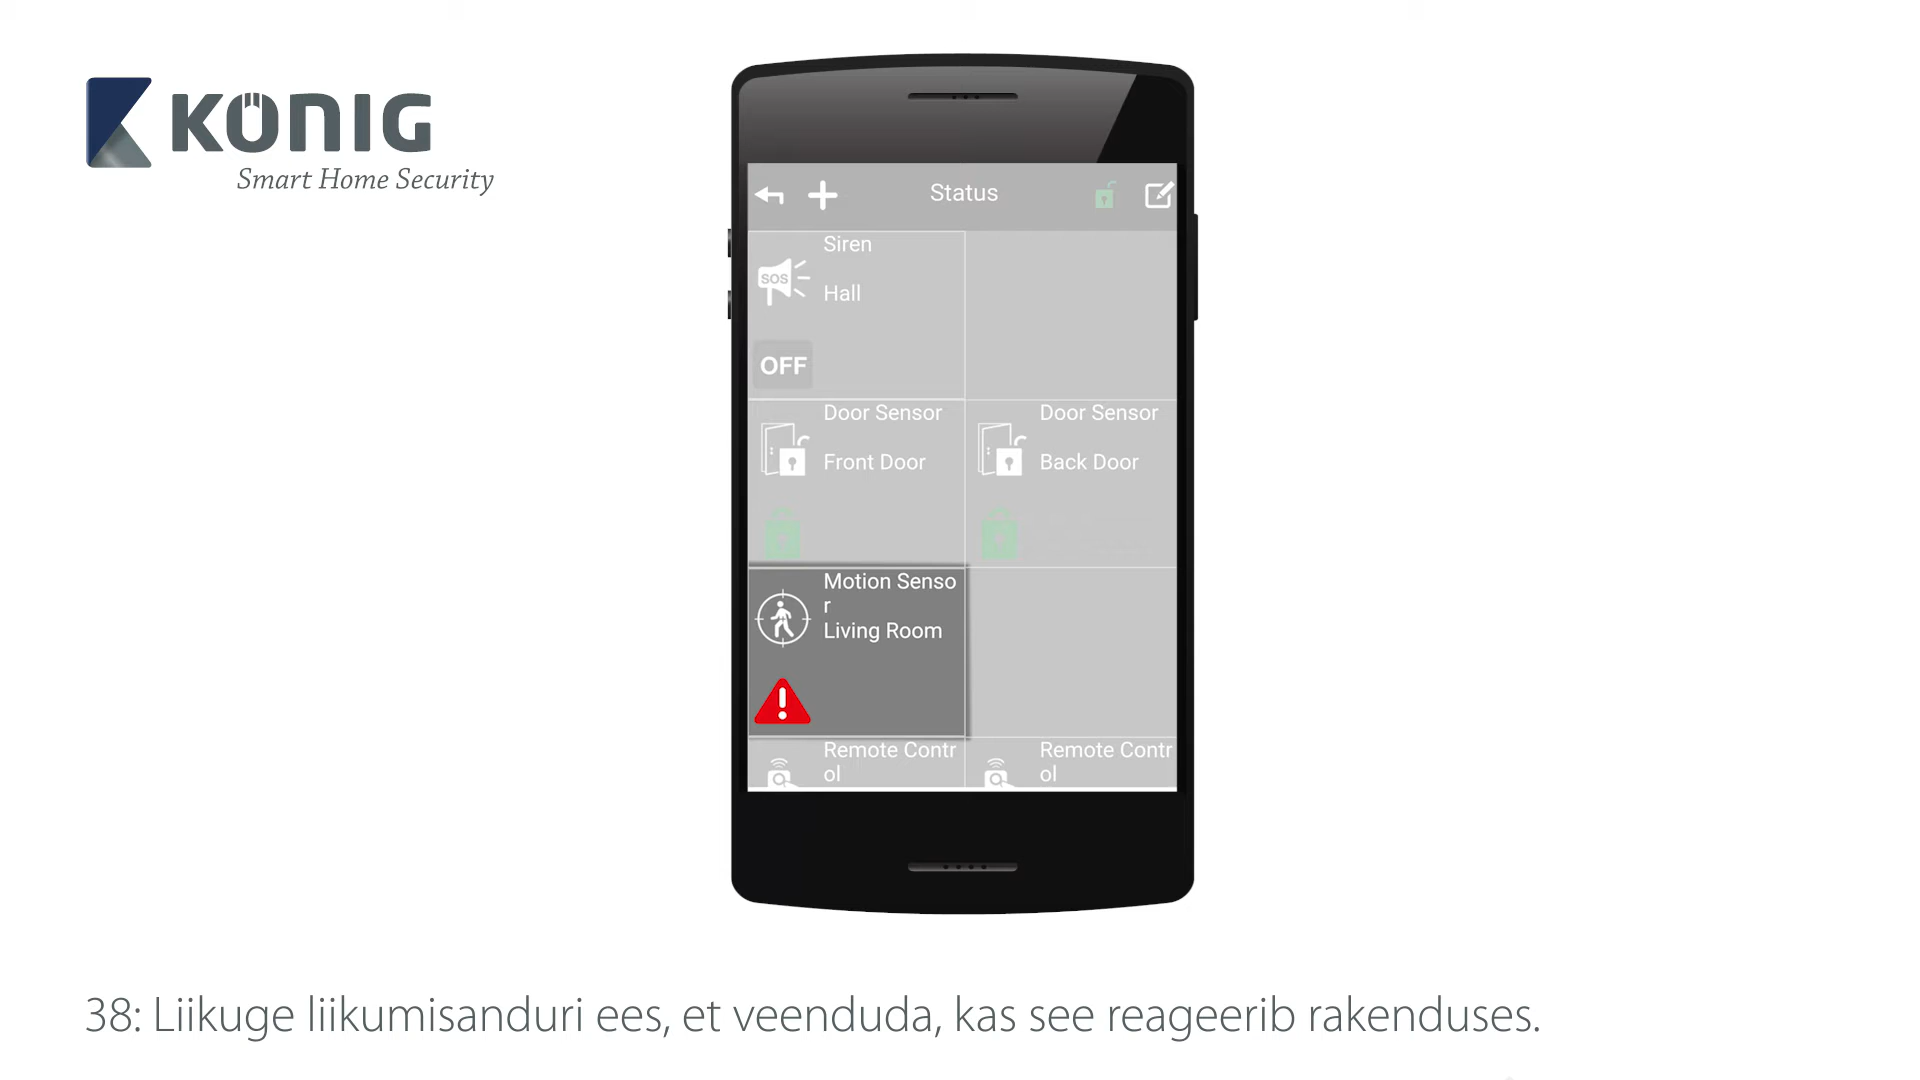 KÖNIG
Smart Home Security
Status
Siren
SOS
Hall
OFF
Door Sensor
Front Door
Door Sensor
Back Door
Motion Senso
r
Living Room
Remote Contr
ol
Remote Contr
ol
38: Liikuge liikumisanduri ees, et veenduda, kas see reageerib rakenduses.